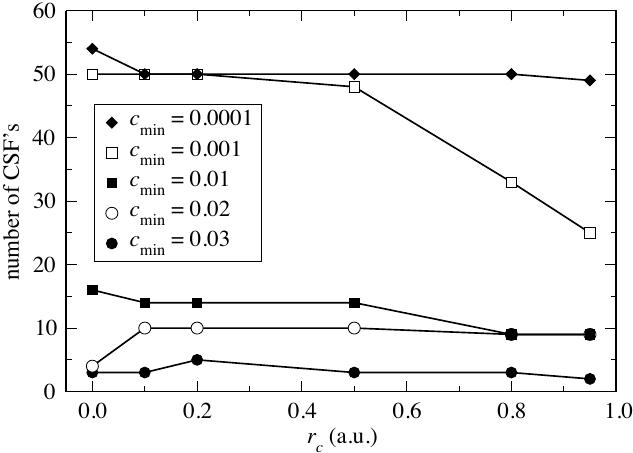 60
50
40
30
20
10
0
number of CSF's
c_min = 0.0001
c_min = 0.001
c_min = 0.01
c_min = 0.02
c_min = 0.03
0.0 0.2 0.4 0.6 0.8 1.0
r_c (a.u.)